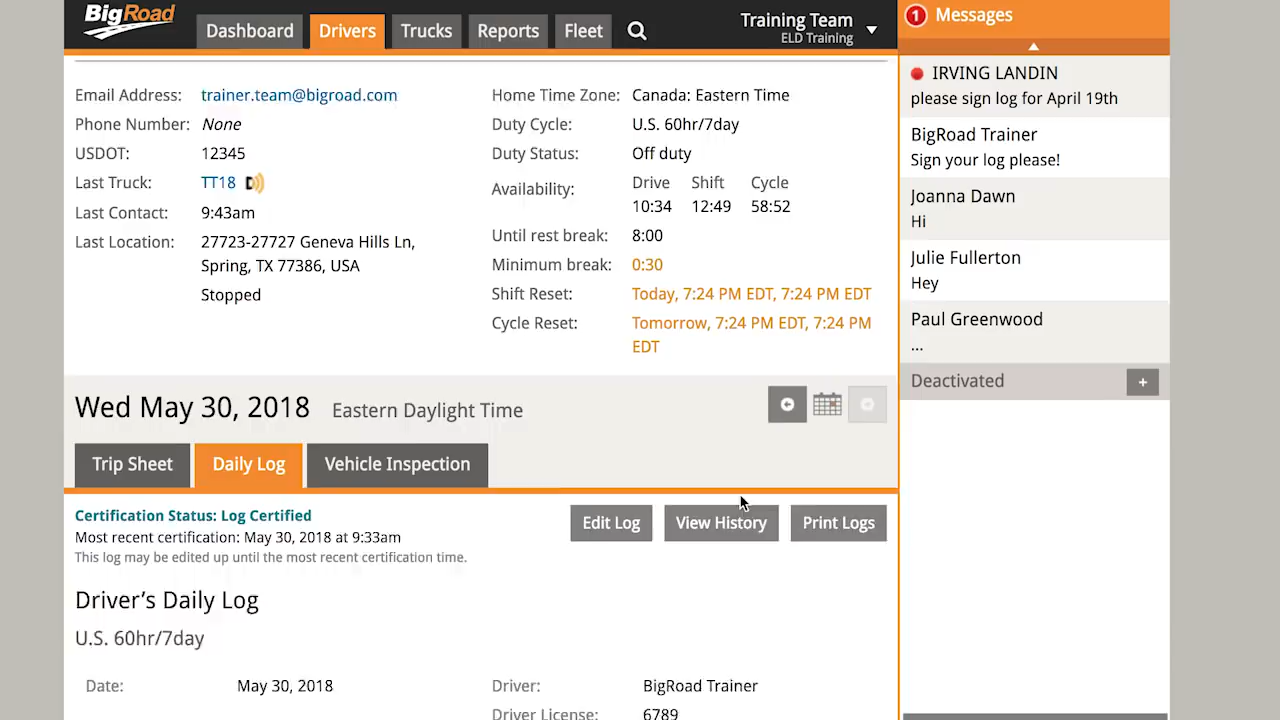 BigRoad
Dashboard
Drivers
Trucks
Reports
Fleet
Training Team
ELD Training
Email Address: trainer.team@bigroad.com
Phone Number: None
USDOT: 12345
Last Truck: TT18
Last Contact: 9:43am
Last Location: 27723-27727 Geneva Hills Ln,
Spring, TX 77386, USA
Stopped
Home Time Zone: Canada: Eastern Time
Duty Cycle: U.S. 60hr/7day
Duty Status: Off duty
Availability: Drive Shift Cycle
10:34 12:49 58:52
Until rest break: 8:00
Minimum break: 0:30
Shift Reset: Today, 7:24 PM EDT, 7:24 PM EDT
Cycle Reset: Tomorrow, 7:24 PM EDT, 7:24 PM
EDT
Wed May 30, 2018 Eastern Daylight Time
Trip Sheet
Daily Log
Vehicle Inspection
Certification Status: Log Certified
Most recent certification: May 30, 2018 at 9:33am
This log may be edited up until the most recent certification time.
Edit Log
View History
Print Logs
Driver's Daily Log
U.S. 60hr/7day
Date: May 30, 2018
Driver: BigRoad Trainer
Driver License: 6789
1 Messages
IRVING LANDIN
please sign log for April 19th
BigRoad Trainer
Sign your log please!
Joanna Dawn
Hi
Julie Fullerton
Hey
Paul Greenwood
...
Deactivated +